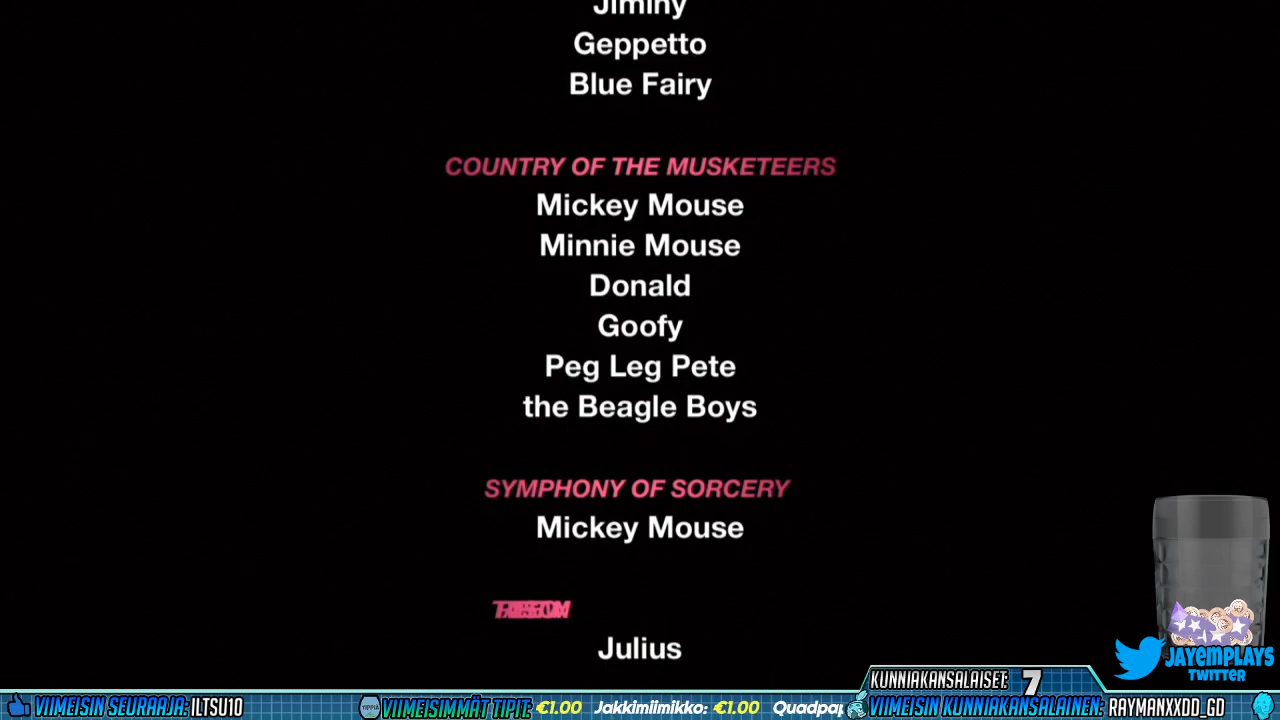 Jiminy
Geppetto
Blue Fairy
COUNTRY OF THE MUSKETEERS
Mickey Mouse
Minnie Mouse
Donald
Goofy
Peg Leg Pete
the Beagle Boys
SYMPHONY OF SORCERY
Mickey Mouse
Julius
JAYEMPLAYS
TWITTER
KUNNIAKANSALAISET: 7
VIIMEISIN SEURAAJA: ILTSU10
VIIMEISIMMÄT TIPIT: €1.00 Jakkimiimikko: €1.00 Quadpap
VIIMEISIN KUNNIAKANSALAINEN: RAYMANXXDD_GD